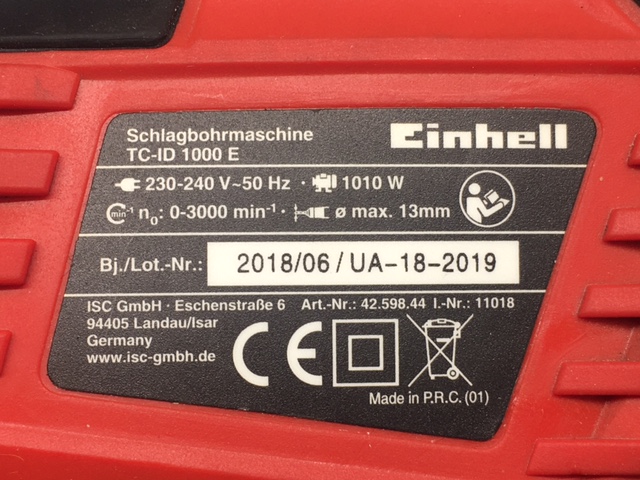 Schlagbohrmaschine
TC-ID 1000 E
Einhell
230-240 V~50 Hz · 1010 W
min⁻¹ n₀: 0-3000 min⁻¹ · ø max. 13mm
Bj./Lot.-Nr.: 2018/06/UA-18-2019
ISC GmbH · Eschenstraße 6 Art.-Nr.: 42.598.44 I.-Nr.: 11018
94405 Landau/Isar
Germany
www.isc-gmbh.de
CE
Made in P.R.C. (01)